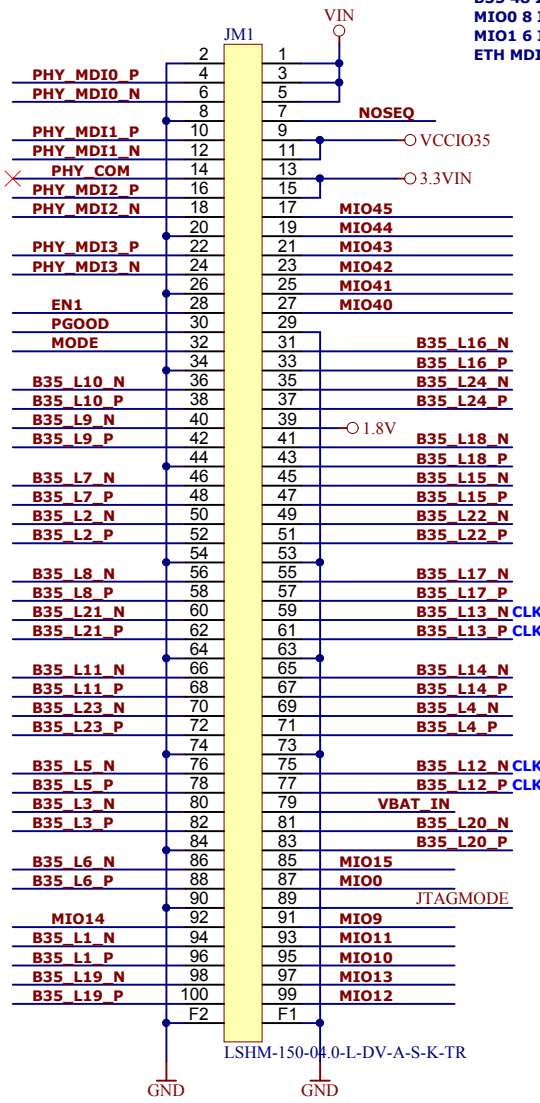 VIN
B35 48 I
MIO0 8 I
MIO1 6 I
ETH MDI
JM1
2 1
PHY_MDI0_P 4 3
PHY_MDI0_N 6 5
8 7 NOSEQ
PHY_MDI1_P 10 9 VCCIO35
PHY_MDI1_N 12 11
PHY_COM 14 13 3.3VIN
PHY_MDI2_P 16 15
PHY_MDI2_N 18 17 MIO45
20 19 MIO44
PHY_MDI3_P 22 21 MIO43
PHY_MDI3_N 24 23 MIO42
26 25 MIO41
EN1 28 27 MIO40
PGOOD 30 29
MODE 32 31 B35_L16_N
34 33 B35_L16_P
B35_L10_N 36 35 B35_L24_N
B35_L10_P 38 37 B35_L24_P
B35_L9_N 40 39 1.8V
B35_L9_P 42 41 B35_L18_N
44 43 B35_L18_P
B35_L7_N 46 45 B35_L15_N
B35_L7_P 48 47 B35_L15_P
B35_L2_N 50 49 B35_L22_N
B35_L2_P 52 51 B35_L22_P
54 53
B35_L8_N 56 55 B35_L17_N
B35_L8_P 58 57 B35_L17_P
B35_L21_N 60 59 B35_L13_N CLK
B35_L21_P 62 61 B35_L13_P CLK
64 63
B35_L11_N 66 65 B35_L14_N
B35_L11_P 68 67 B35_L14_P
B35_L23_N 70 69 B35_L4_N
B35_L23_P 72 71 B35_L4_P
74 73
B35_L5_N 76 75 B35_L12_N CLK
B35_L5_P 78 77 B35_L12_P CLK
B35_L3_N 80 79 VBAT_IN
B35_L3_P 82 81 B35_L20_N
84 83 B35_L20_P
B35_L6_N 86 85 MIO15
B35_L6_P 88 87 MIO0
90 89 JTAGMODE
MIO14 92 91 MIO9
B35_L1_N 94 93 MIO11
B35_L1_P 96 95 MIO10
B35_L19_N 98 97 MIO13
B35_L19_P 100 99 MIO12
F2 F1
LSHM-150-04.0-L-DV-A-S-K-TR
GND GND